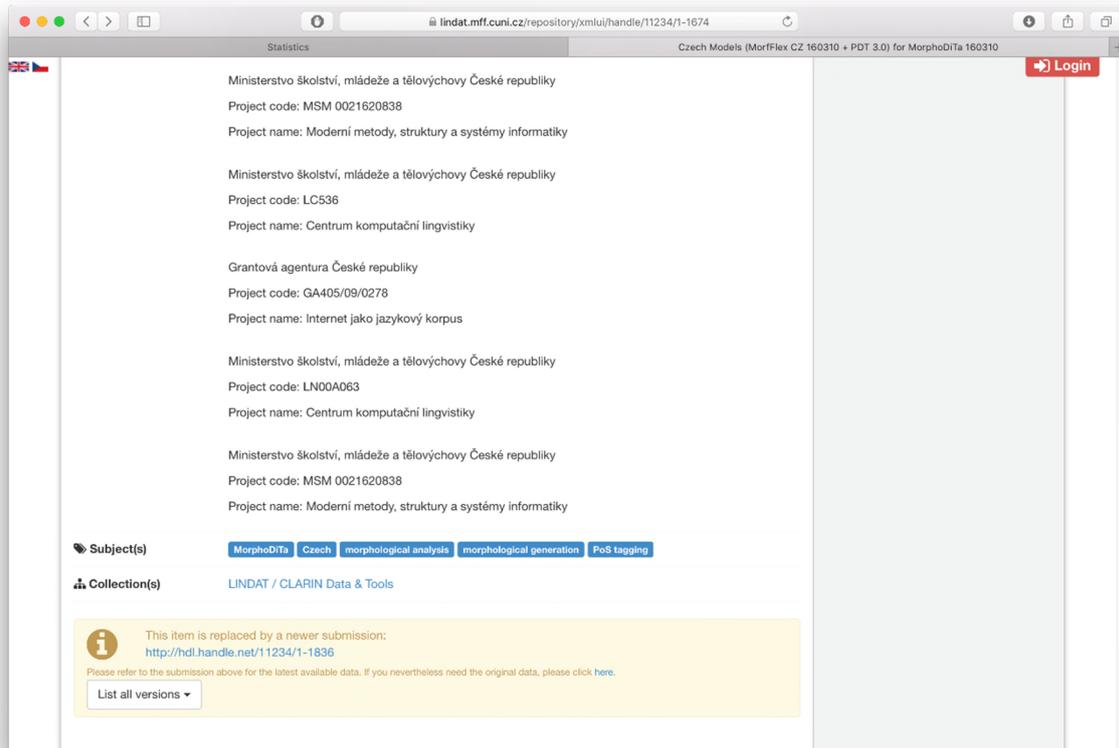 lindat.mff.cuni.cz/repository/xmlui/handle/11234/1-1674
Statistics
Czech Models (MorfFlex CZ 160310 + PDT 3.0) for MorphoDiTa 160310
Login
Ministerstvo školství, mládeže a tělovýchovy České republiky
Project code: MSM 0021620838
Project name: Moderní metody, struktury a systémy informatiky
Ministerstvo školství, mládeže a tělovýchovy České republiky
Project code: LC536
Project name: Centrum komputační lingvistiky
Grantová agentura České republiky
Project code: GA405/09/0278
Project name: Internet jako jazykový korpus
Ministerstvo školství, mládeže a tělovýchovy České republiky
Project code: LN00A063
Project name: Centrum komputační lingvistiky
Ministerstvo školství, mládeže a tělovýchovy České republiky
Project code: MSM 0021620838
Project name: Moderní metody, struktury a systémy informatiky
Subject(s) MorphoDiTa Czech morphological analysis morphological generation PoS tagging
Collection(s) LINDAT / CLARIN Data & Tools
This item is replaced by a newer submission:
http://hdl.handle.net/11234/1-1836
Please refer to the submission above for the latest available data. If you nevertheless need the original data, please click here.
List all versions